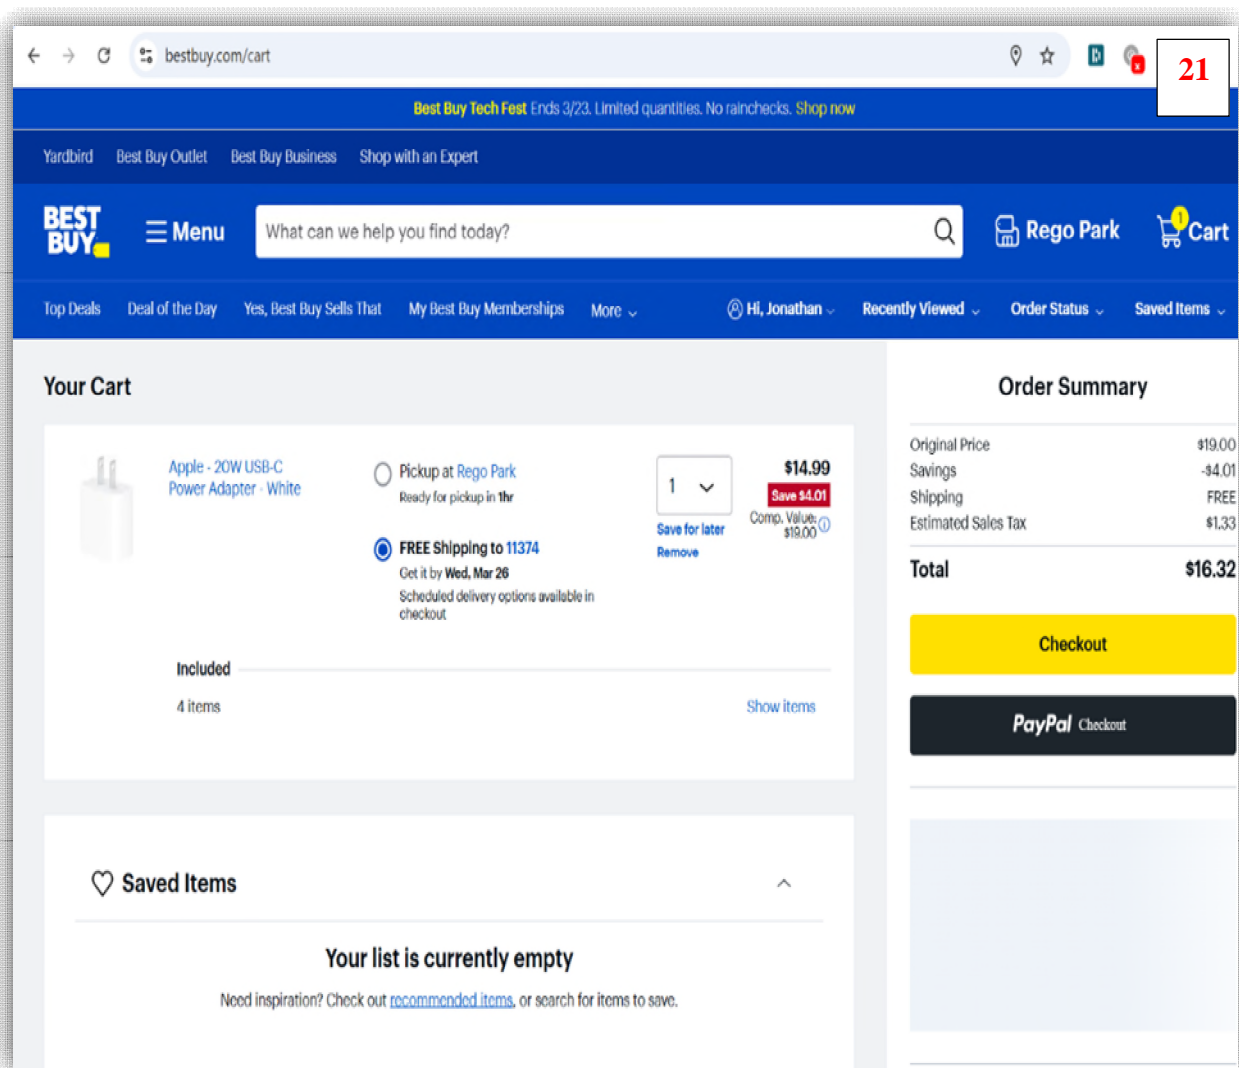 bestbuy.com/cart
21
Best Buy Tech Fest Ends 3/23. Limited quantities. No rainchecks. Shop now
Yardbird Best Buy Outlet Best Buy Business Shop with an Expert
BEST
BUY
Menu
What can we help you find today?
Rego Park
1
Cart
Top Deals Deal of the Day Yes, Best Buy Sells That My Best Buy Memberships More Hi, Jonathan Recently Viewed Order Status Saved Items
Your Cart
Apple - 20W USB-C
Power Adapter - White
Pickup at Rego Park
Ready for pickup in 1hr
FREE Shipping to 11374
Get it by Wed, Mar 26
Scheduled delivery options available in
checkout
1
Save for later
Remove
$14.99
Save $4.01
Comp. Value:
$19.00
Included
4 items
Show items
Saved Items
Your list is currently empty
Need inspiration? Check out recommended items, or search for items to save.
Order Summary
Original Price $19.00
Savings -$4.01
Shipping FREE
Estimated Sales Tax $1.33
Total $16.32
Checkout
PayPal Checkout